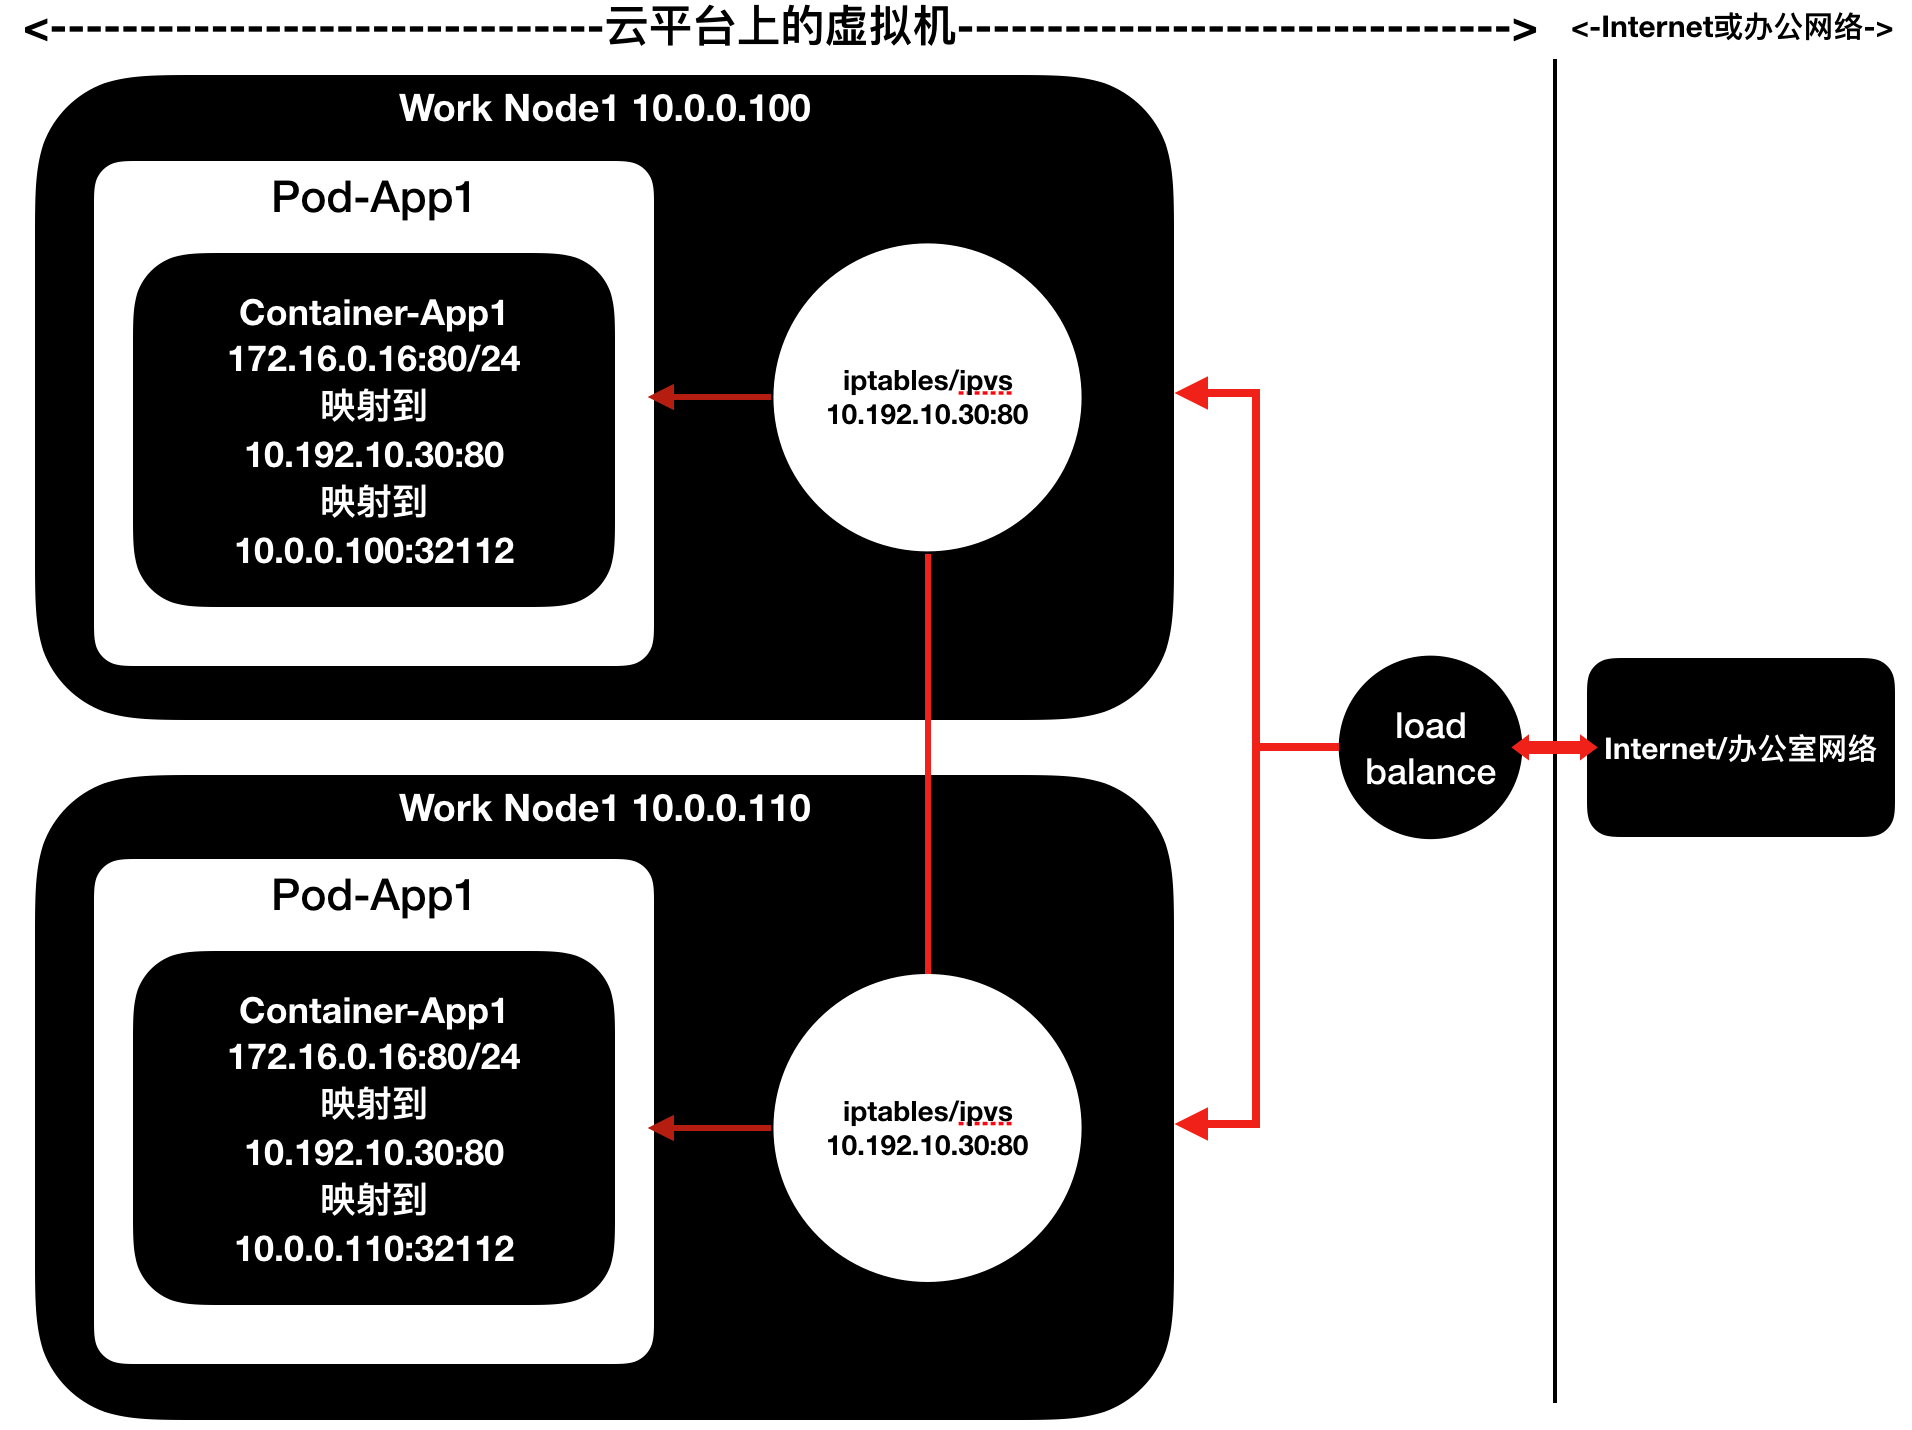 <-------------------------------云平台上的虚拟机------------------------------->
<-Internet或办公网络->
Work Node1 10.0.0.100
Pod-App1
Container-App1
172.16.0.16:80/24
映射到
10.192.10.30:80
映射到
10.0.0.100:32112
iptables/ipvs
10.192.10.30:80
load
balance
Internet/办公室网络
Work Node1 10.0.0.110
Pod-App1
Container-App1
172.16.0.16:80/24
映射到
10.192.10.30:80
映射到
10.0.0.110:32112
iptables/ipvs
10.192.10.30:80